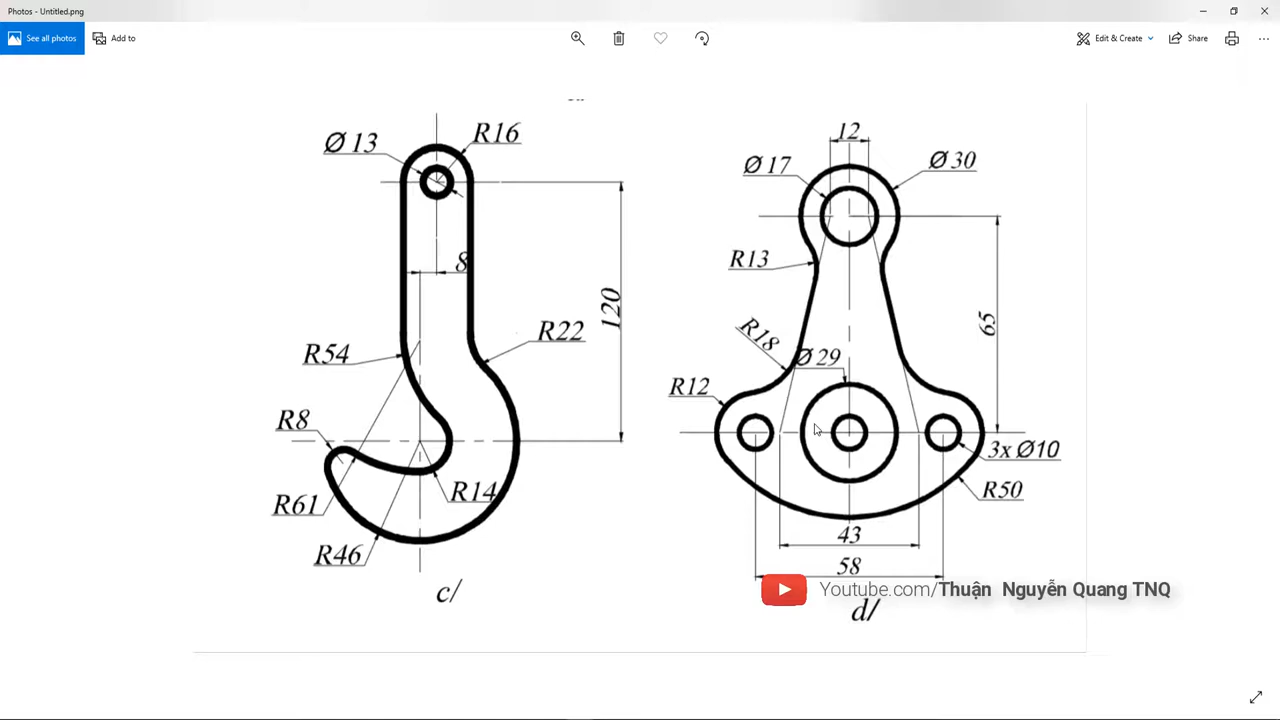 Photos - Untitled.png
See all photos
Add to
Edit & Create
Share
Ø 13
R16
8
120
R54
R22
R8
R61
R14
R46
c/
12
Ø 17
Ø 30
R13
65
R18
Ø 29
R12
3x Ø10
R50
43
58
Youtube.com/Thuận Nguyễn Quang TNQ
d/